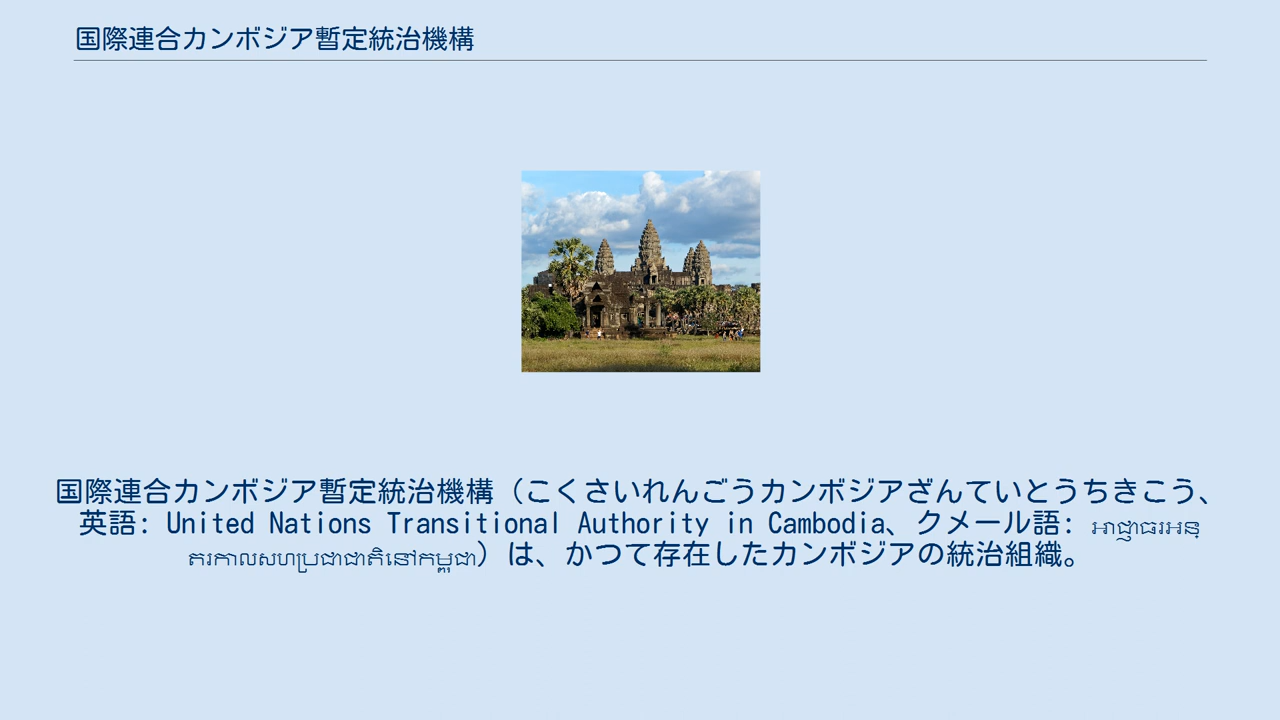 国際連合カンボジア暫定統治機構
国際連合カンボジア暫定統治機構（こくさいれんごうカンボジアざんていとうちきこう、
英語: United Nations Transitional Authority in Cambodia、クメール語: អាជ្ញាធរអន្
តរកាលសហប្រជាជាតិនៅកម្ពុជា）は、かつて存在したカンボジアの統治組織。